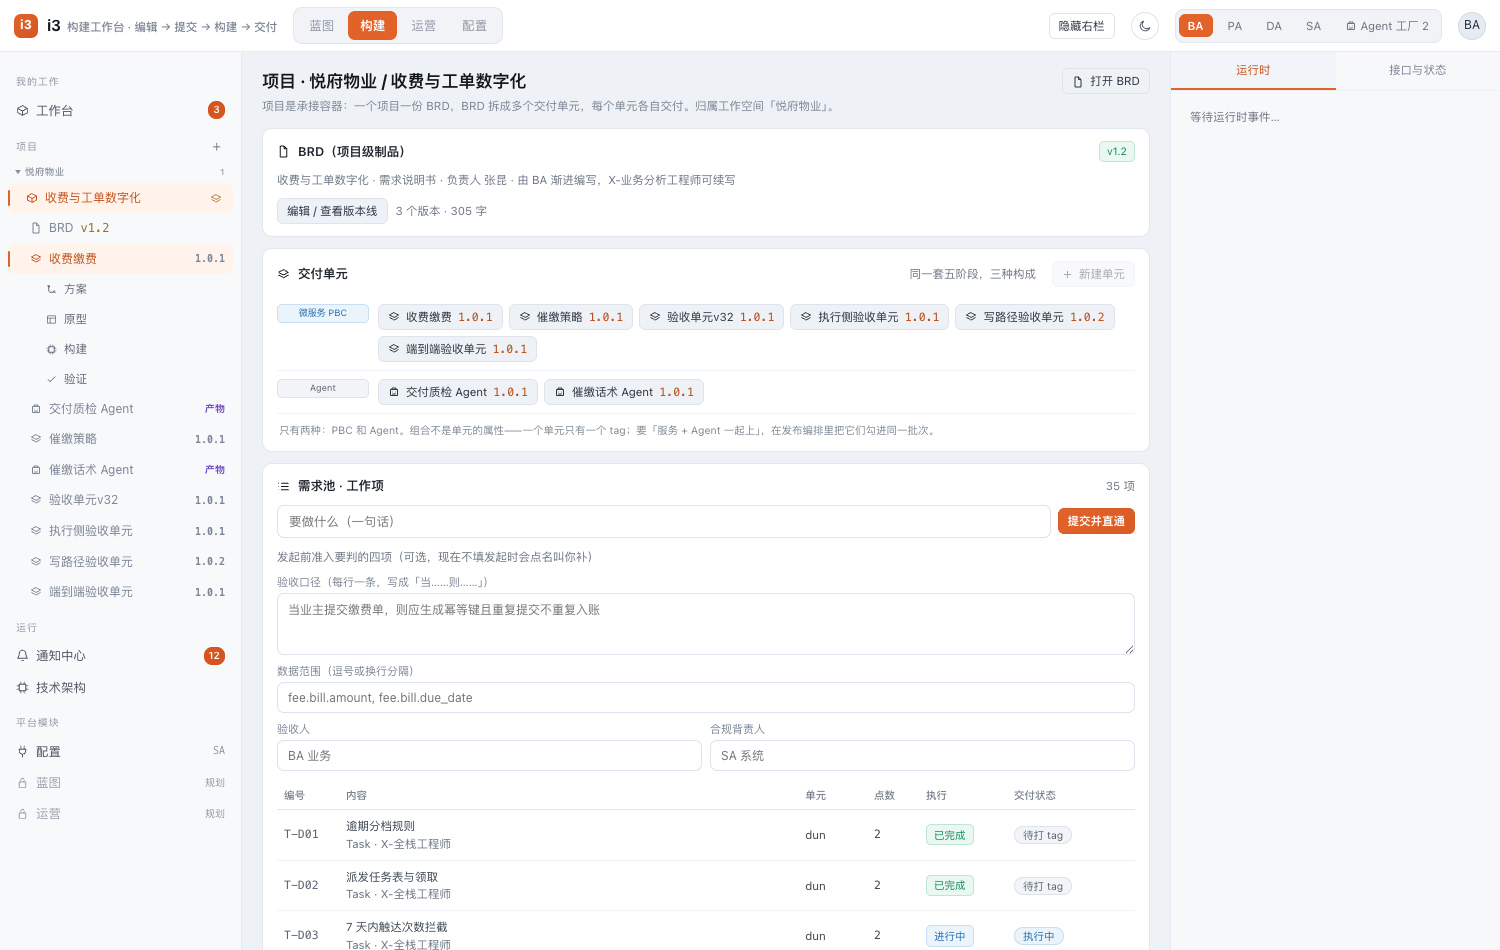 i3 i3 构建工作台 · 编辑 → 提交 → 构建 → 交付 蓝图 构建 运营 配置 隐藏右栏 BA PA DA SA Agent 工厂 2 BA
我的工作
工作台 3
项目 +
悦府物业 1
收费与工单数字化
BRD v1.2
收费缴费 1.0.1
方案
原型
构建
验证
交付质检 Agent 产物
催缴策略 1.0.1
催缴话术 Agent 产物
验收单元v32 1.0.1
执行侧验收单元 1.0.1
写路径验收单元 1.0.2
端到端验收单元 1.0.1
运行
通知中心 12
技术架构
平台模块
配置 SA
蓝图 规划
运营 规划
项目 · 悦府物业 / 收费与工单数字化 打开 BRD
项目是承接容器：一个项目一份 BRD，BRD 拆成多个交付单元，每个单元各自交付。归属工作空间「悦府物业」。
BRD（项目级制品） v1.2
收费与工单数字化 · 需求说明书 · 负责人 张昆 · 由 BA 渐进编写，X-业务分析工程师可续写
编辑 / 查看版本线 3 个版本 · 305 字
交付单元 同一套五阶段，三种构成 + 新建单元
微服务 PBC 收费缴费 1.0.1 催缴策略 1.0.1 验收单元v32 1.0.1 执行侧验收单元 1.0.1 写路径验收单元 1.0.2
端到端验收单元 1.0.1
Agent 交付质检 Agent 1.0.1 催缴话术 Agent 1.0.1
只有两种：PBC 和 Agent。组合不是单元的属性——一个单元只有一个 tag；要「服务 + Agent 一起上」，在发布编排里把它们勾进同一批次。
需求池 · 工作项 35 项
要做什么（一句话） 提交并直通
发起前准入要判的四项（可选，现在不填发起时会点名叫你补）
验收口径（每行一条，写成「当……则……」）
当业主提交缴费单，则应生成幂等键且重复提交不重复入账
数据范围（逗号或换行分隔）
fee.bill.amount, fee.bill.due_date
验收人 合规背责人
BA 业务 SA 系统
编号 内容 单元 点数 执行 交付状态
T-D01 逾期分档规则 dun 2 已完成 待打 tag
Task · X-全栈工程师
T-D02 派发任务表与领取 dun 2 已完成 待打 tag
Task · X-全栈工程师
T-D03 7 天内触达次数拦截 dun 2 进行中 执行中
Task · X-全栈工程师
运行时 接口与状态
等待运行时事件...